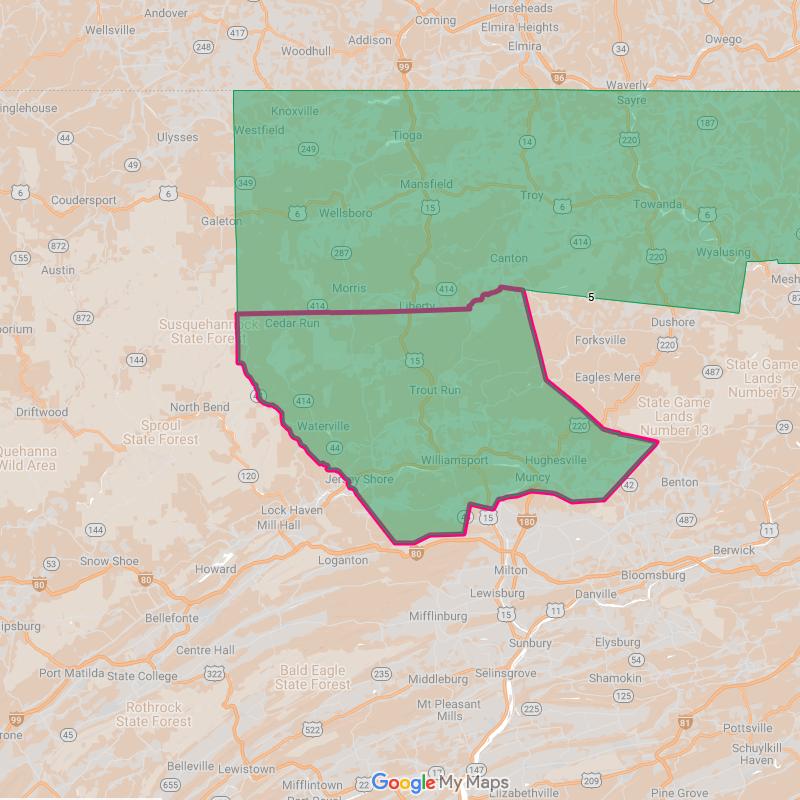 Andover
Corning
Horseheads
Wellsville
417
Addison
Elmira Heights
Owego
248
Woodhull
Elmira
34
99
86
Waverly
Sayre
Knoxville
187
Westfield
Tioga
44
249
14
220
Ulysses
49
6
349
Mansfield
Troy
6
Coudersport
15
6
Towanda
6
Wellsboro
Galeton
872
287
414
Wyalusing
155
Canton
220
Austin
Morris
414
5
414
Liberty
872
Cedar Run
Dushore
Susquehannock
State Forest
Forksville
220
144
15
State Game
Lands
Number 57
487
Eagles Mere
Trout Run
414
North Bend
State Game
Lands
Number 13
Driftwood
Sproul
State Forest
Waterville
220
29
44
Quehanna
Wild Area
Williamsport
Hughesville
120
Jersey Shore
Muncy
42
Benton
Lock Haven
Mill Hall
15
180
487
144
11
80
Berwick
53
Snow Shoe
Loganton
Howard
Milton
Bloomsburg
80
80
Lewisburg
Danville
15
11
Bellefonte
Mifflinburg
Centre Hall
Sunbury
Elysburg
54
Port Matilda
State College
322
Bald Eagle
State Forest
235
Middleburg
Selinsgrove
Shamokin
125
Rothrock
State Forest
Mt Pleasant
Mills
225
99
81
522
45
Pottsville
Schuylkill
Haven
Belleville
Lewistown
17
147
655
Mifflintown
22
Google My Maps
209
Pine Grove
Elizabethville